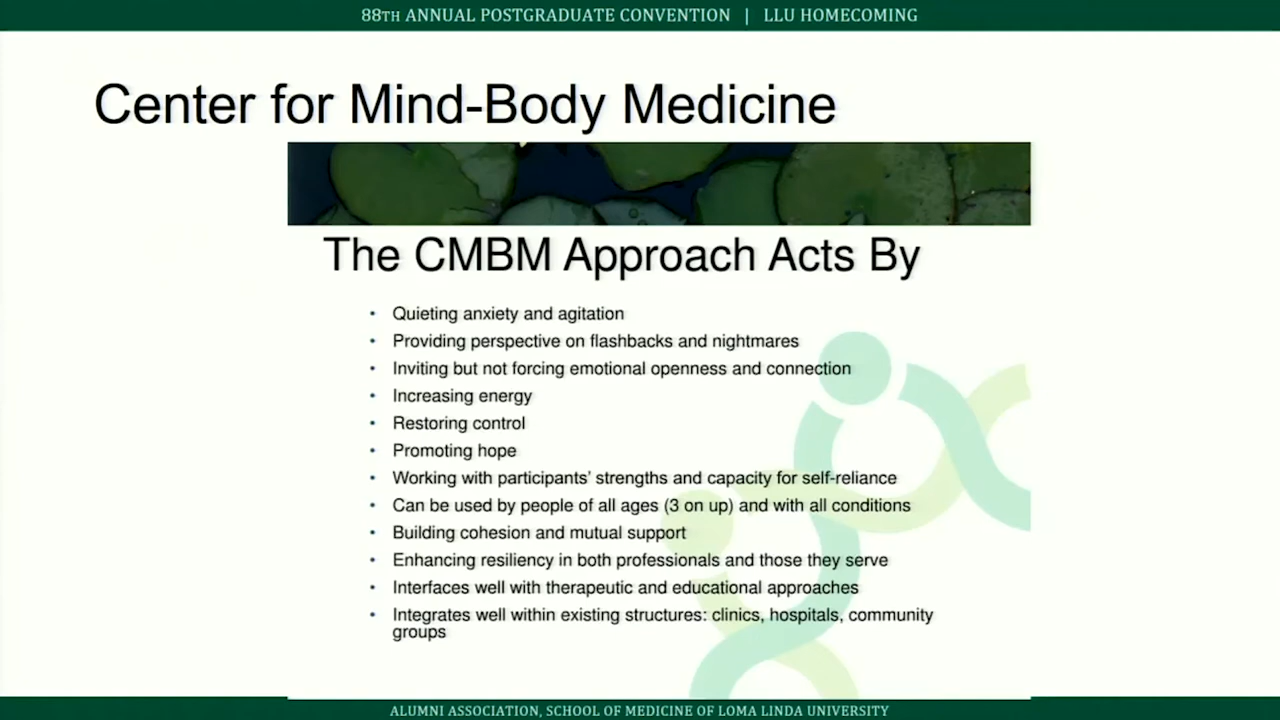 88TH ANNUAL POSTGRADUATE CONVENTION | LLU HOMECOMING
Center for Mind-Body Medicine
The CMBM Approach Acts By
• Quieting anxiety and agitation
• Providing perspective on flashbacks and nightmares
• Inviting but not forcing emotional openness and connection
• Increasing energy
• Restoring control
• Promoting hope
• Working with participants' strengths and capacity for self-reliance
• Can be used by people of all ages (3 on up) and with all conditions
• Building cohesion and mutual support
• Enhancing resiliency in both professionals and those they serve
• Interfaces well with therapeutic and educational approaches
• Integrates well within existing structures: clinics, hospitals, community
groups
ALUMNI ASSOCIATION, SCHOOL OF MEDICINE OF LOMA LINDA UNIVERSITY